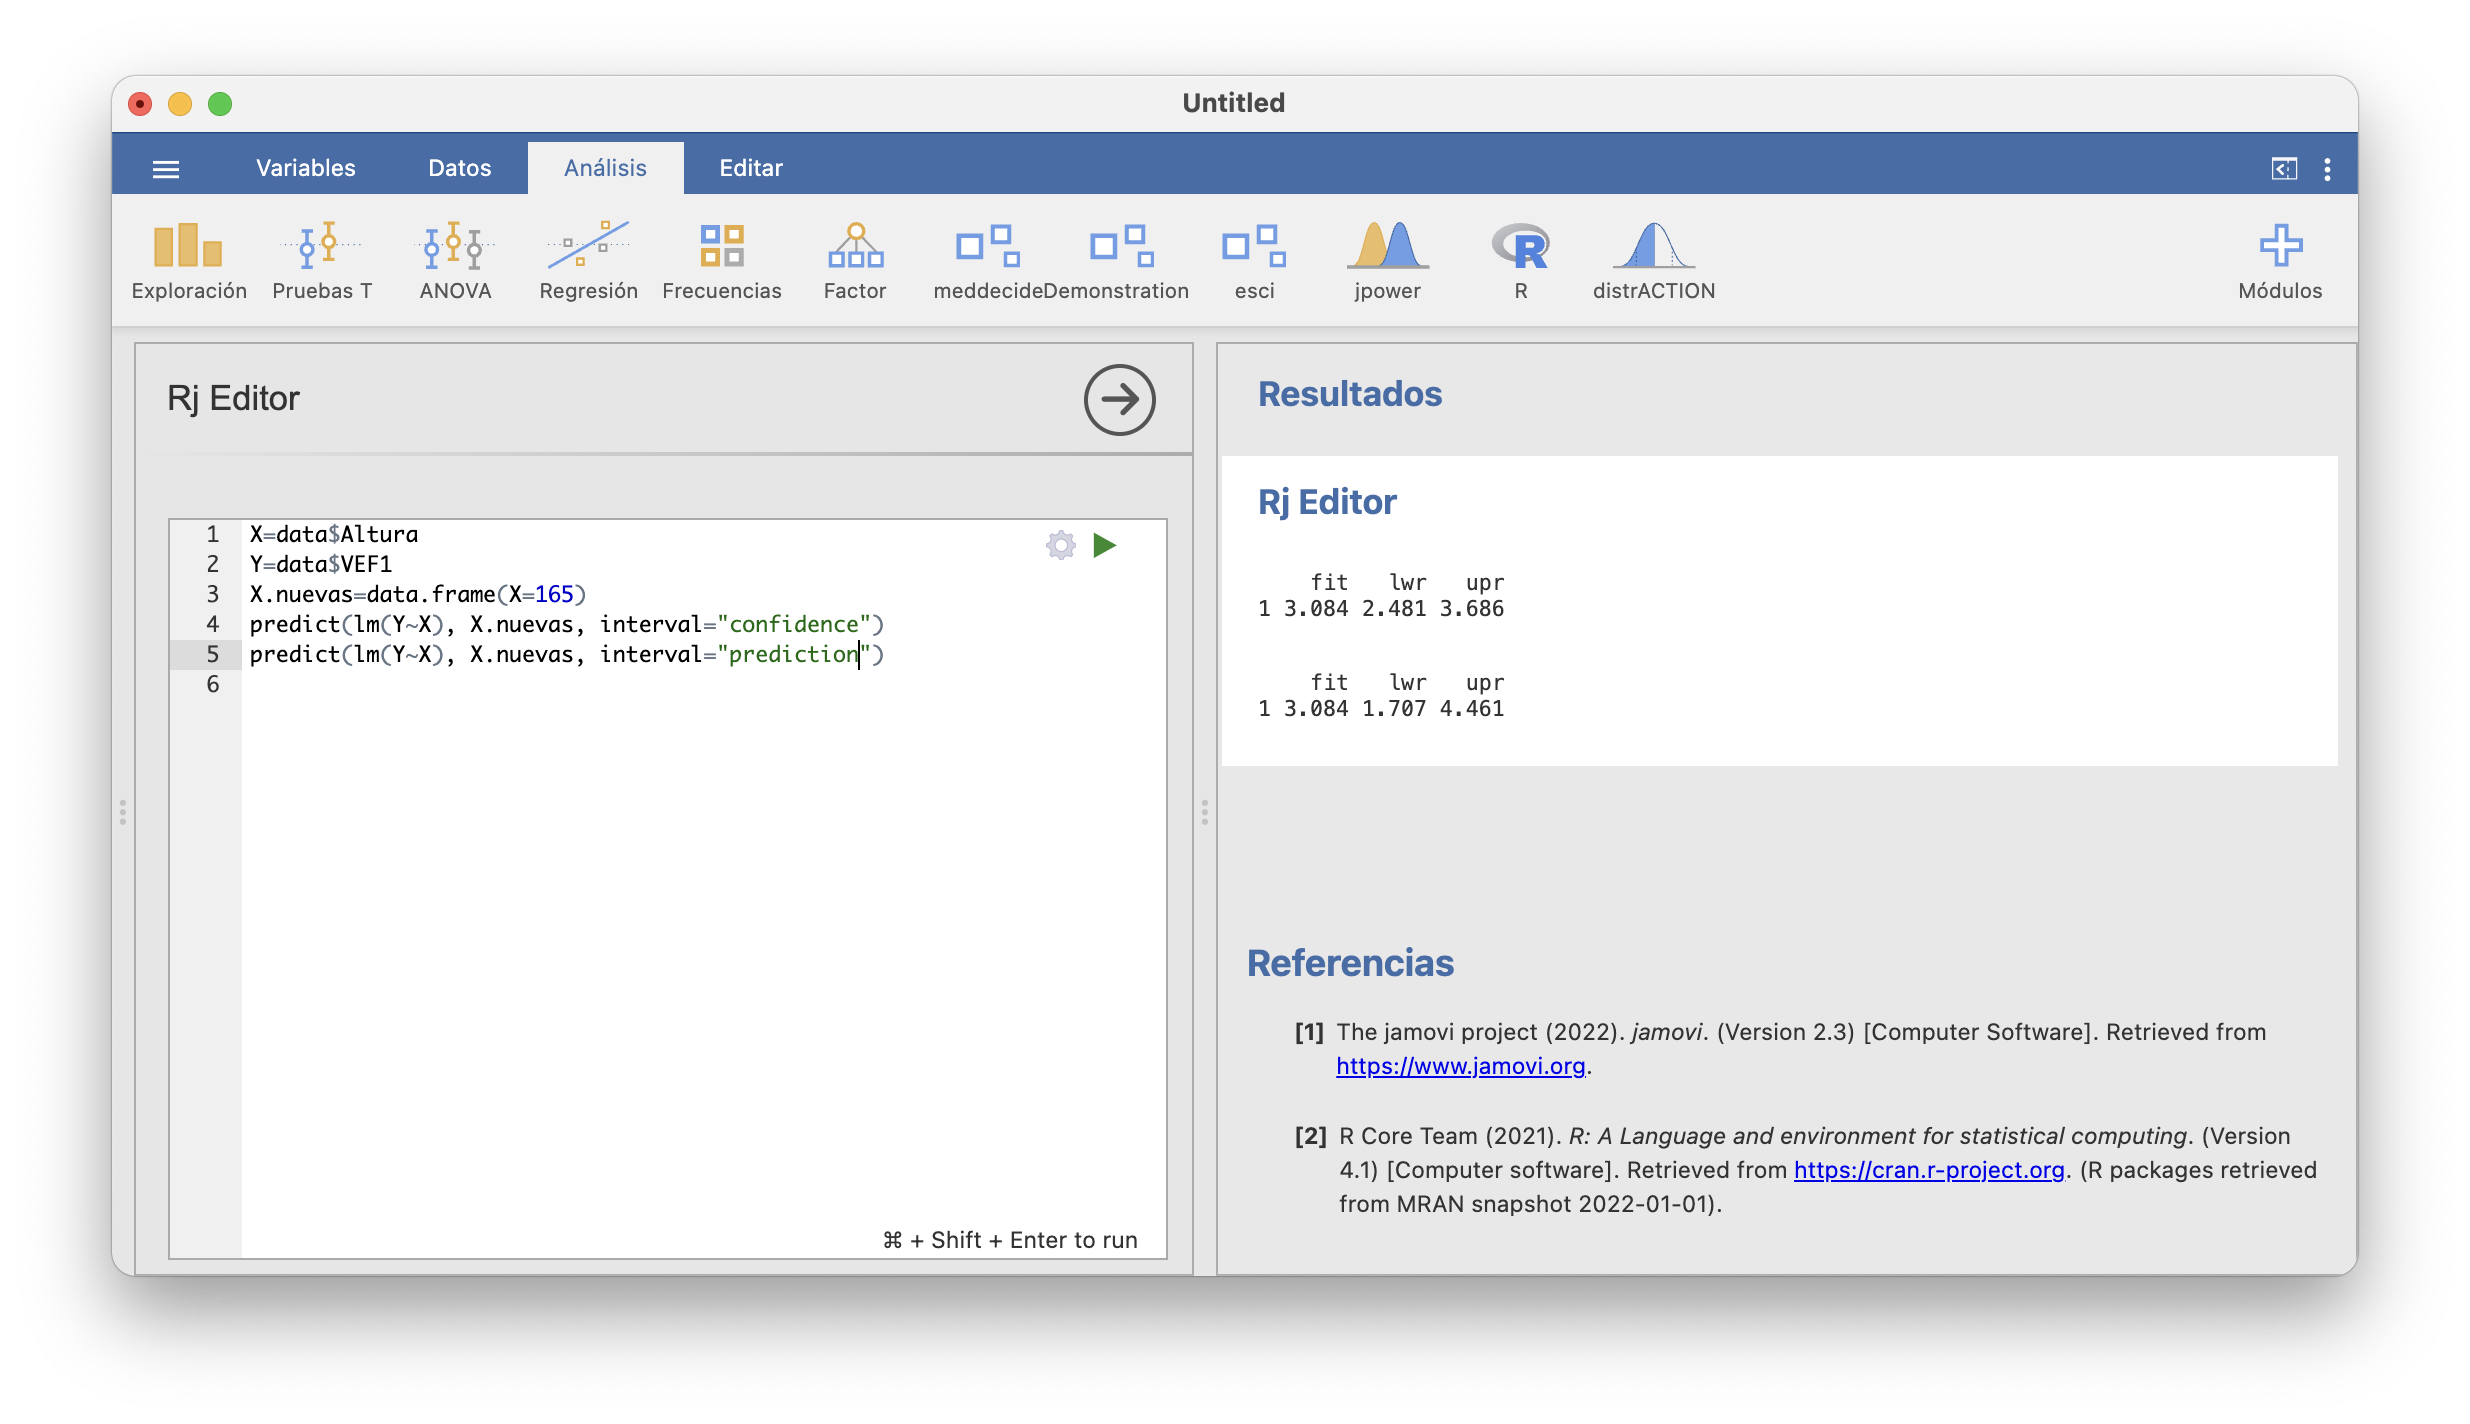 Untitled
Variables Datos Análisis Editar
Exploración Pruebas T ANOVA Regresión Frecuencias Factor meddecide Demonstration esci jpower R distrACTION Módulos
Rj Editor
1 X=data$Altura
2 Y=data$VEF1
3 X.nuevas=data.frame(X=165)
4 predict(lm(Y~X), X.nuevas, interval="confidence")
5 predict(lm(Y~X), X.nuevas, interval="prediction")
6
⌘ + Shift + Enter to run
Resultados
Rj Editor
fit lwr upr
1 3.084 2.481 3.686
fit lwr upr
1 3.084 1.707 4.461
Referencias
[1] The jamovi project (2022). jamovi. (Version 2.3) [Computer Software]. Retrieved from
https://www.jamovi.org.
[2] R Core Team (2021). R: A Language and environment for statistical computing. (Version
4.1) [Computer software]. Retrieved from https://cran.r-project.org. (R packages retrieved
from MRAN snapshot 2022-01-01).